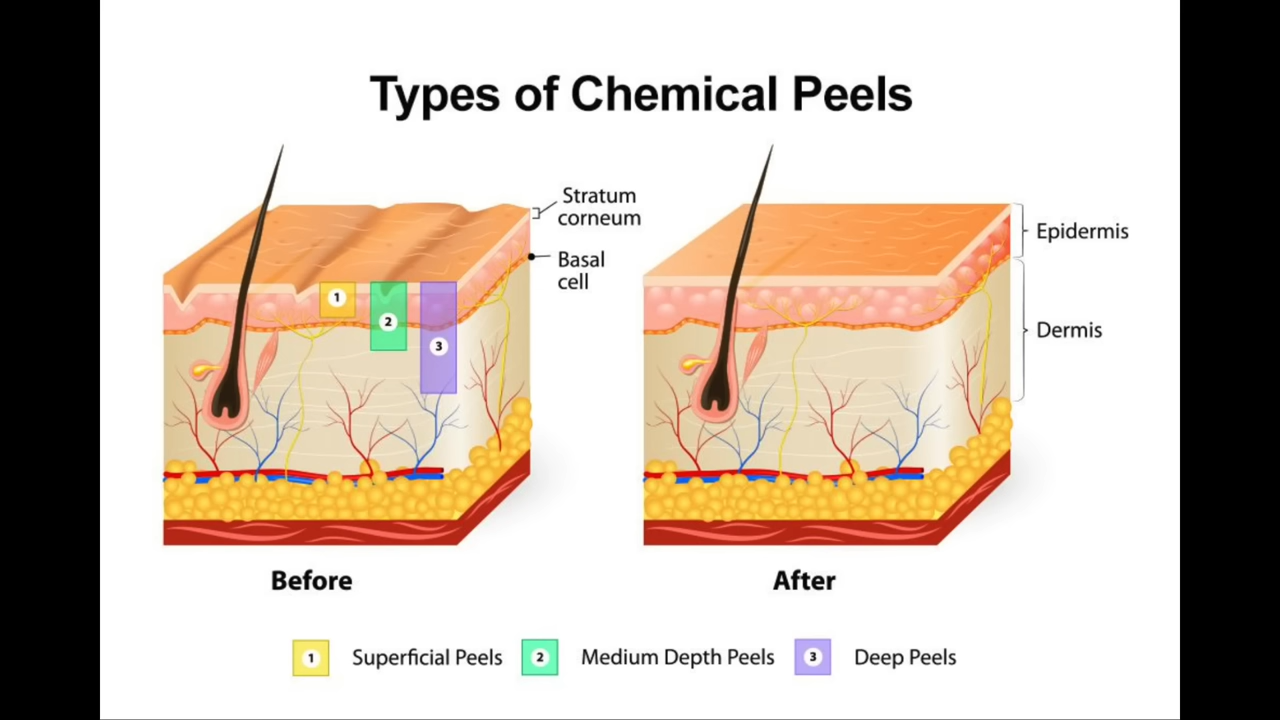 Types of Chemical Peels
Stratum
corneum
Basal
cell
Epidermis
Dermis
1
2
3
Before
After
1 Superficial Peels
2 Medium Depth Peels
3 Deep Peels